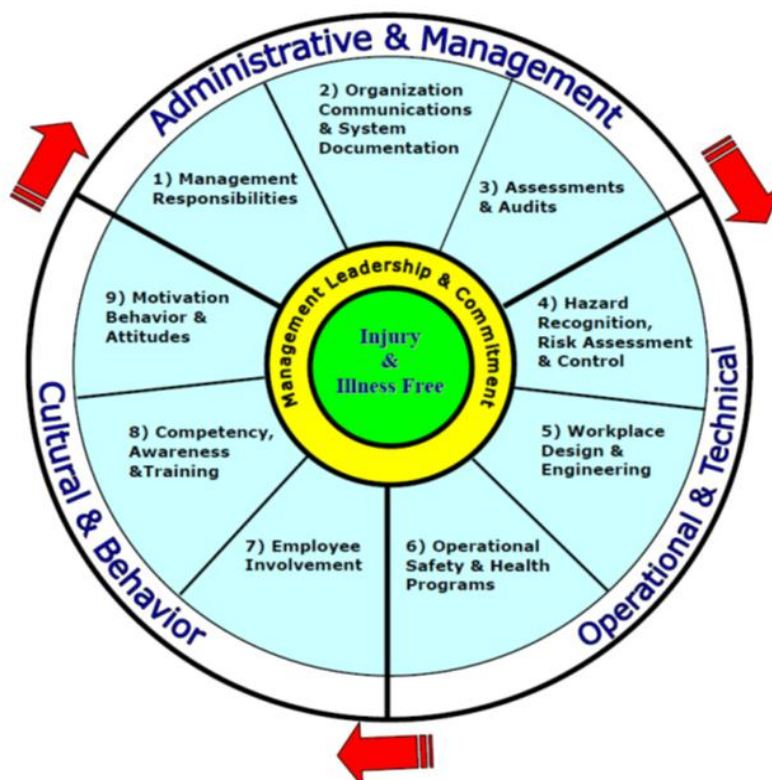 Administrative & Management
2) Organization
Communications
& System
Documentation
1) Management
Responsibilities
3) Assessments
& Audits
9) Motivation
Behavior &
Attitudes
Management Leadership & Commitment
Injury
&
Illness Free
4) Hazard
Recognition,
Risk Assessment
& Control
8) Competency,
Awareness
&Training
5) Workplace
Design &
Engineering
7) Employee
Involvement
6) Operational
Safety & Health
Programs
Cultural & Behavior
Operational & Technical